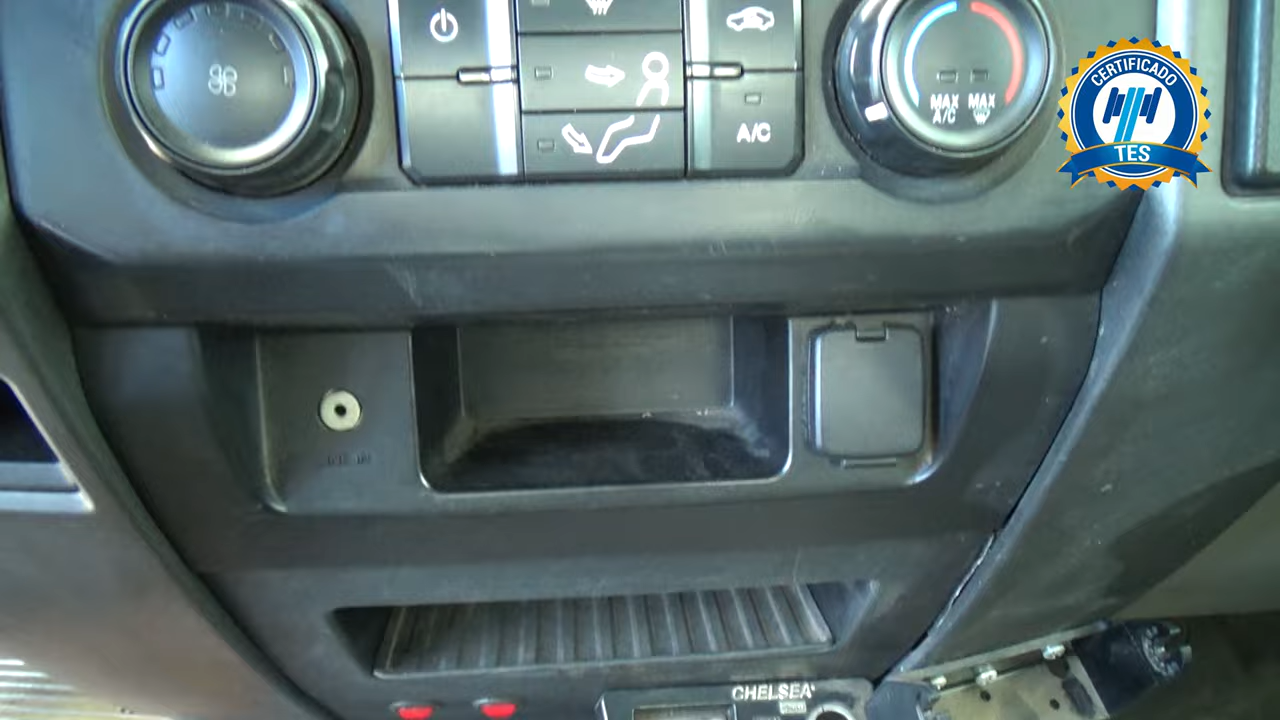 MAX
A/C
MAX
A/C
CERTIFICADO
TES
CHELSEA